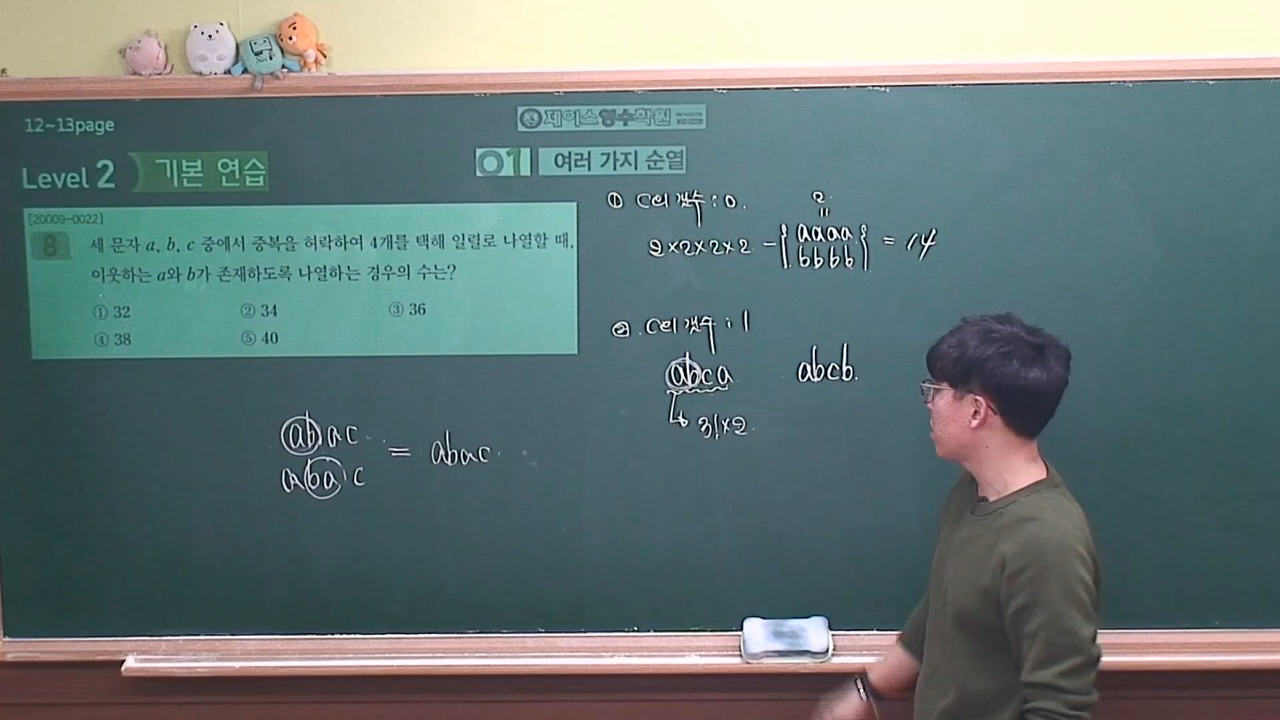 12~13page
제이스영수학원
Level 2 기본 연습
01 여러 가지 순열
[20009-0022]
8 세 문자 a, b, c 중에서 중복을 허락하여 4개를 택해 일렬로 나열할 때,
이웃하는 a와 b가 존재하도록 나열하는 경우의 수는?
① 32 ② 34 ③ 36
④ 38 ⑤ 40
① C의 갯수 : 0.
2
2×2×2×2 - { aaaa
bbbb } = 14
② C의 갯수 : 1
abca abcb.
3!×2.
abac
abac
= abac.